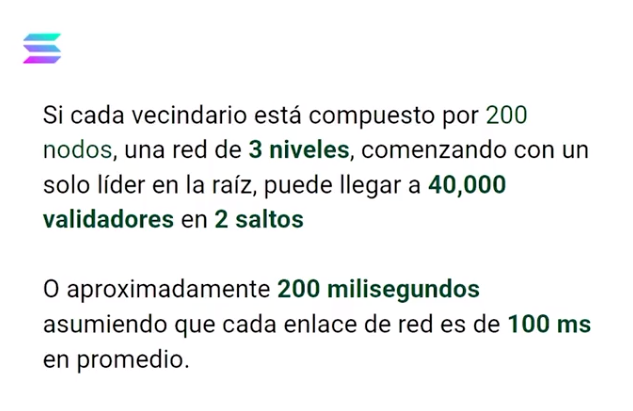 Si cada vecindario está compuesto por 200
nodos, una red de 3 niveles, comenzando con un
solo líder en la raíz, puede llegar a 40,000
validadores en 2 saltos
O aproximadamente 200 milisegundos
asumiendo que cada enlace de red es de 100 ms
en promedio.